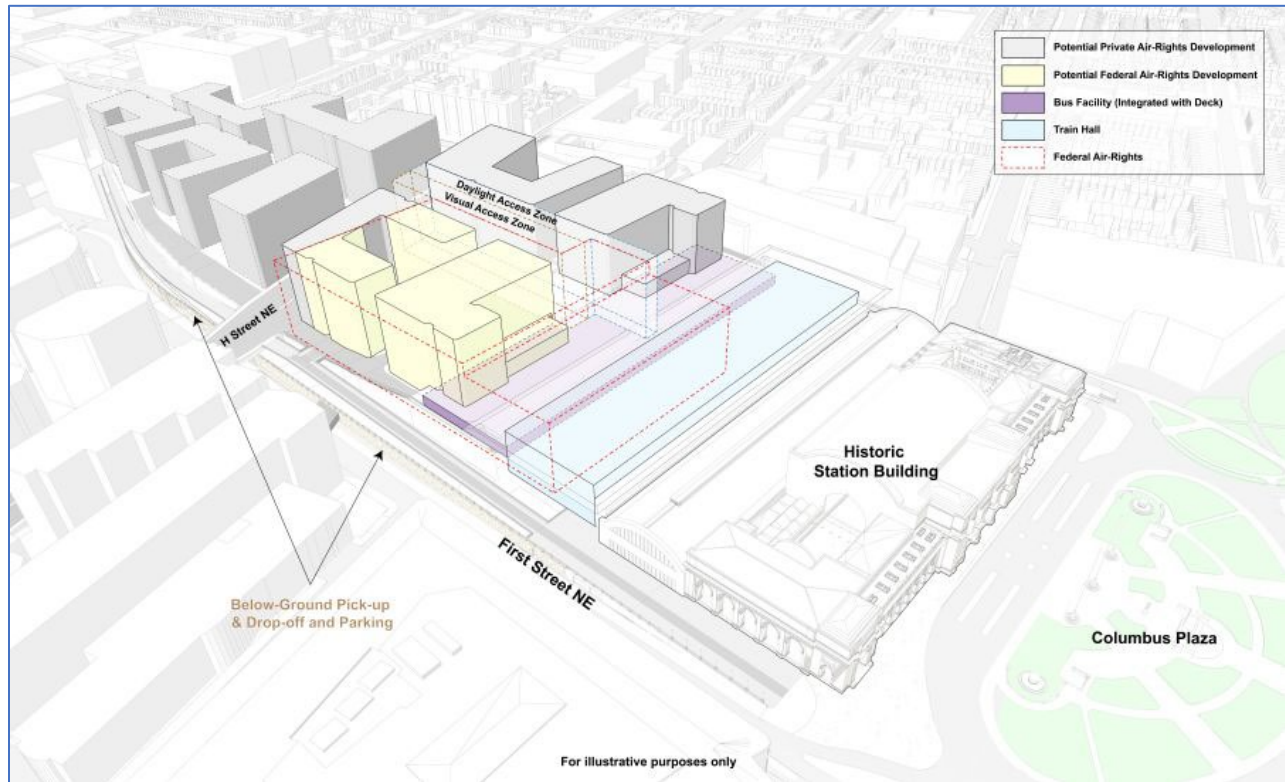 Potential Private Air-Rights Development
Potential Federal Air-Rights Development
Bus Facility (Integrated with Deck)
Train Hall
Federal Air-Rights
Daylight Access Zone
Visual Access Zone
H Street NE
Historic
Station Building
First Street NE
Below-Ground Pick-up
& Drop-off and Parking
Columbus Plaza
For illustrative purposes only